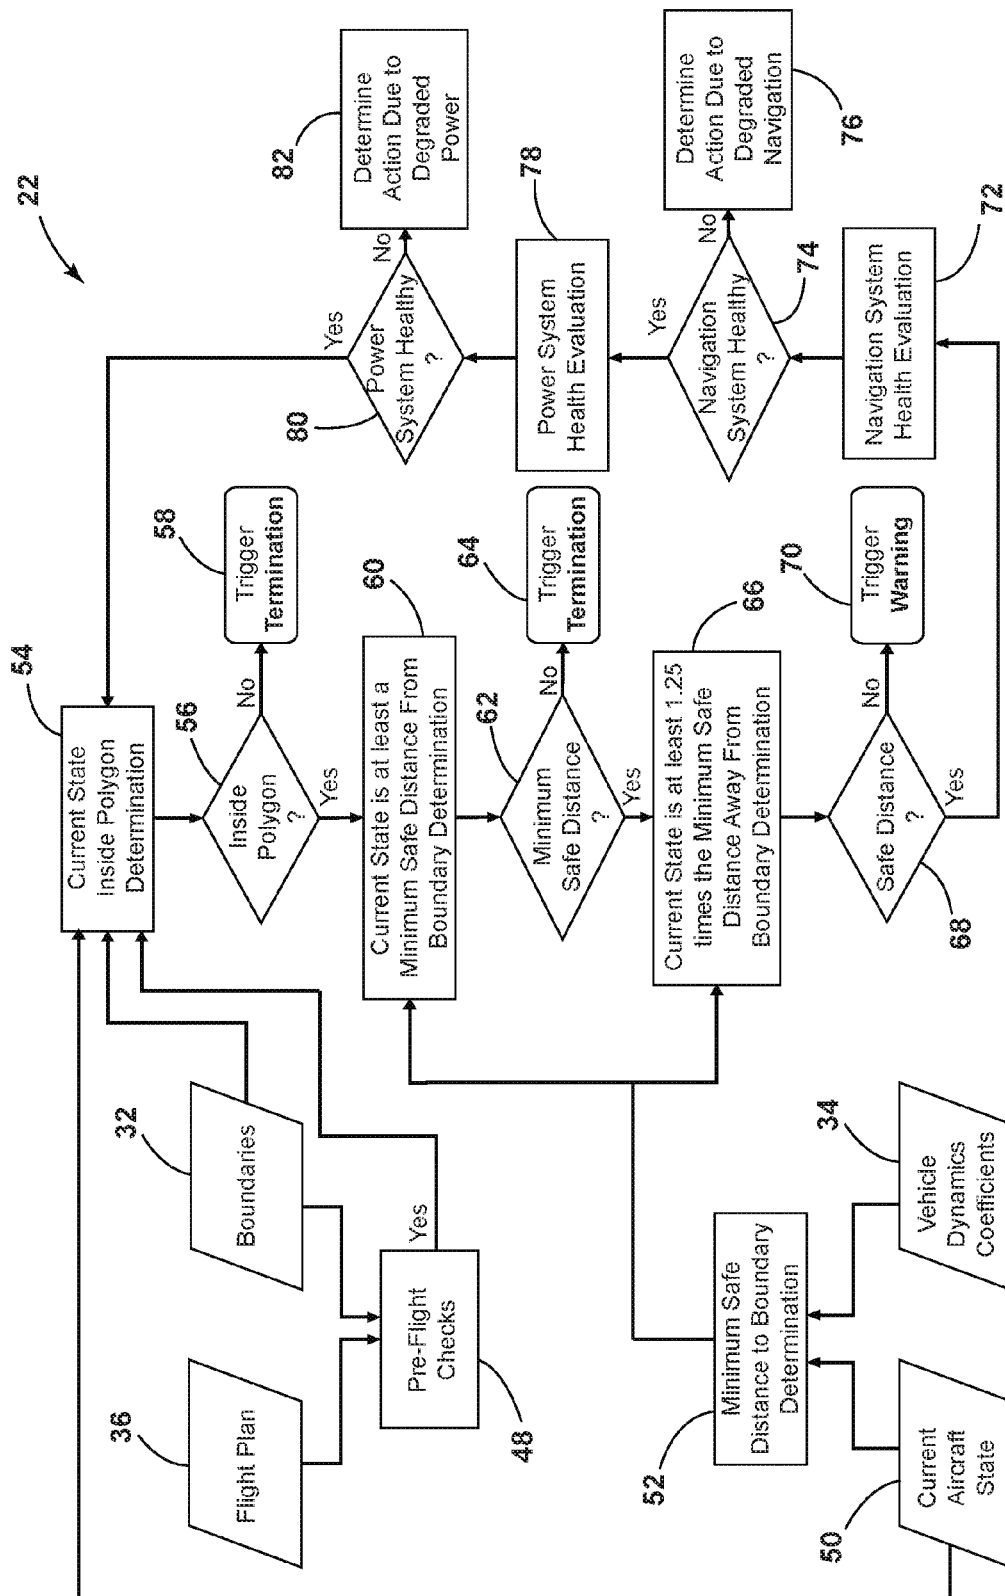 22
36
Flight Plan
32
Boundaries
Pre-Flight
Checks
48
Yes
54
Current State
Inside Polygon
Determination
56
Inside
Polygon
?
No
Yes
58
Trigger
Termination
60
Current State is at least a
Minimum Safe Distance From
Boundary Determination
62
Minimum
Safe Distance
?
No
Yes
64
Trigger
Termination
66
Current State is at least 1.25
times the Minimum Safe
Distance Away From
Boundary Determination
68
Safe Distance
?
No
Yes
70
Trigger
Warning
52
Minimum Safe
Distance to Boundary
Determination
50
Current
Aircraft
State
34
Vehicle
Dynamics
Coefficients
72
Navigation System
Health Evaluation
74
Navigation
System Healthy
?
Yes
No
76
Determine
Action Due to
Degraded
Navigation
78
Power System
Health Evaluation
80
Power
System Healthy
?
Yes
No
82
Determine
Action Due to
Degraded
Power